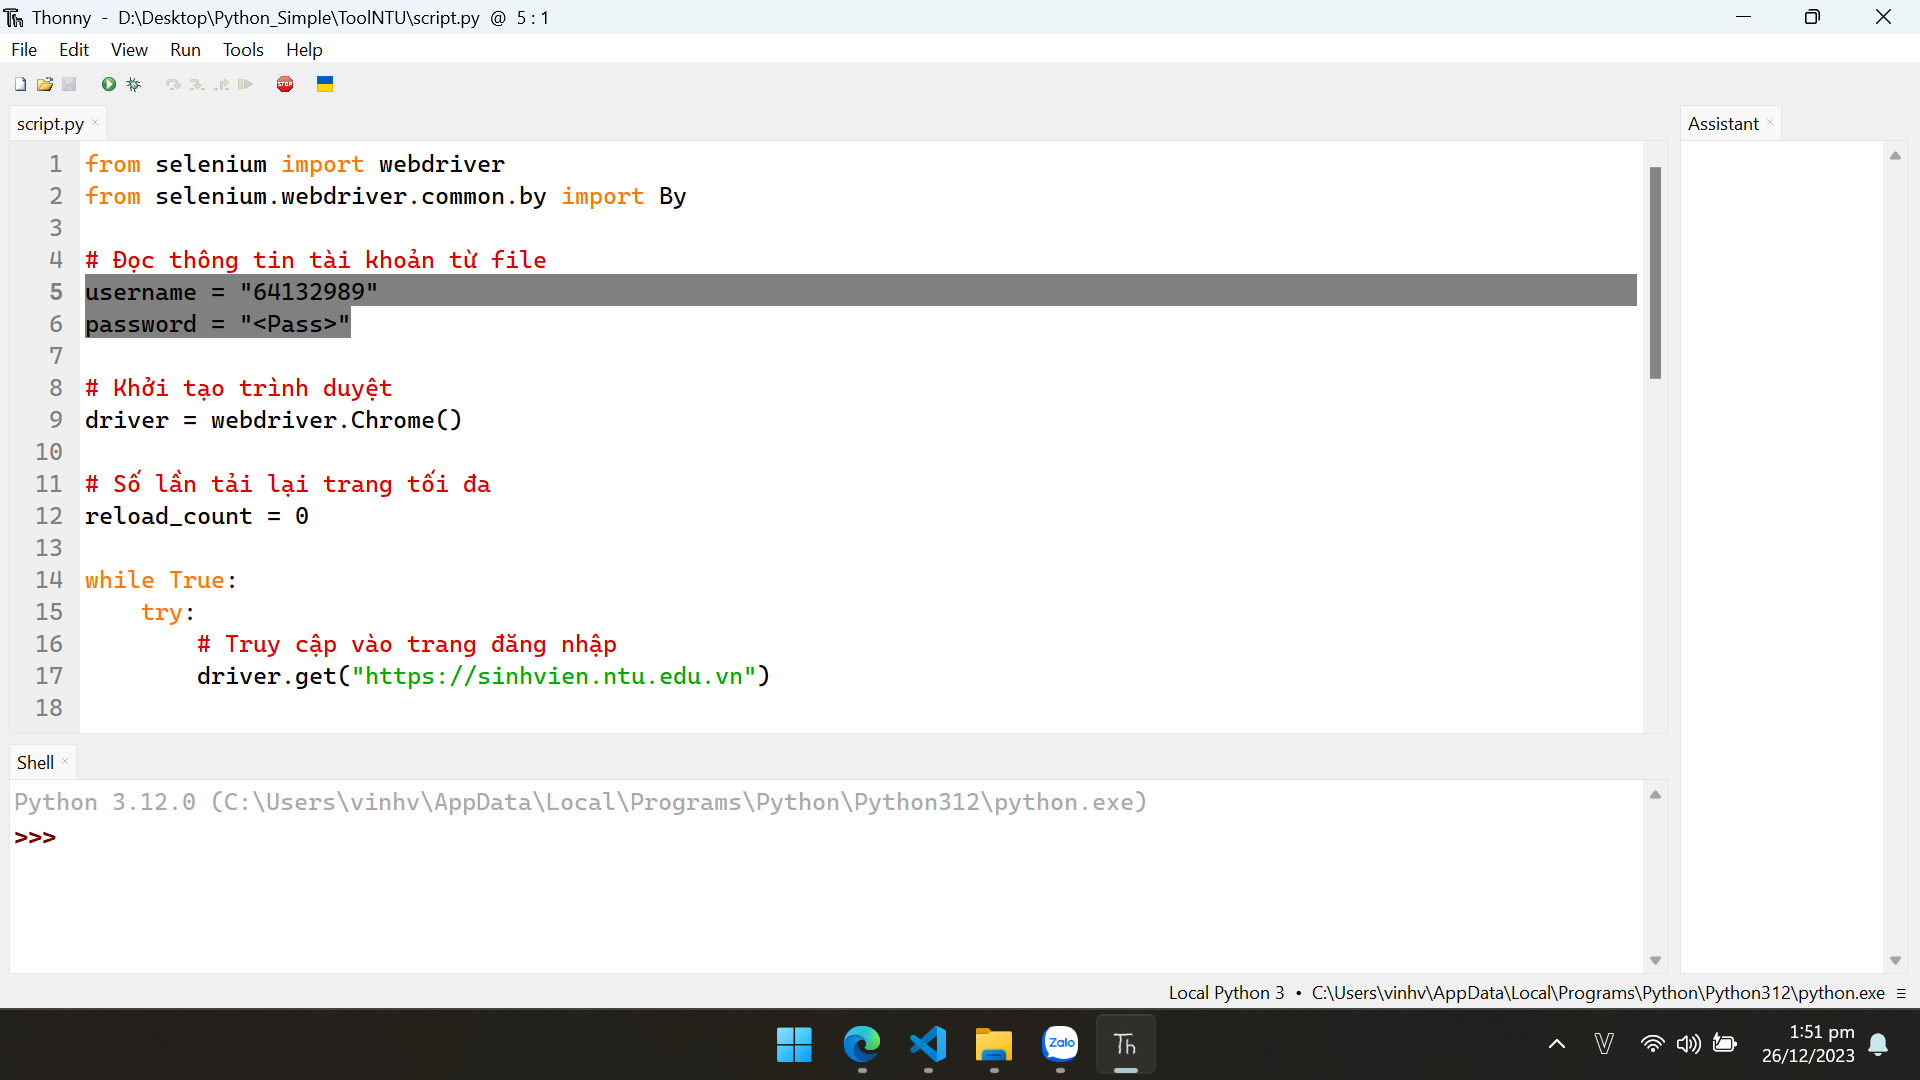 Thonny - D:\Desktop\Python_Simple\ToolNTU\script.py @ 5 : 1
File Edit View Run Tools Help
STOP
script.py
Assistant
1 from selenium import webdriver
2 from selenium.webdriver.common.by import By
3
4 # Đọc thông tin tài khoản từ file
5 username = "64132989"
6 password = "<Pass>"
7
8 # Khởi tạo trình duyệt
9 driver = webdriver.Chrome()
10
11 # Số lần tải lại trang tối đa
12 reload_count = 0
13
14 while True:
15 try:
16 # Truy cập vào trang đăng nhập
17 driver.get("https://sinhvien.ntu.edu.vn")
18
Shell
Python 3.12.0 (C:\Users\vinhv\AppData\Local\Programs\Python\Python312\python.exe)
>>>
Local Python 3 • C:\Users\vinhv\AppData\Local\Programs\Python\Python312\python.exe ≡
Zalo
Th
V
1:51 pm
26/12/2023